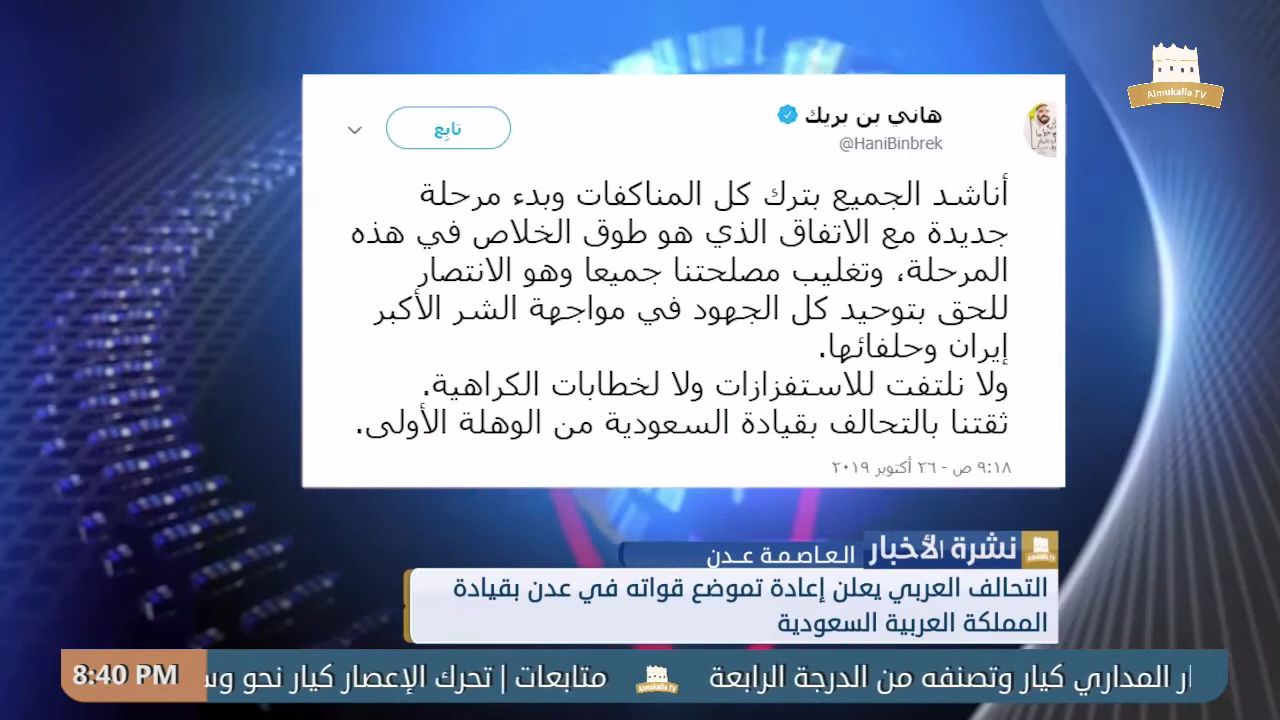 Almukalla TV
هاني بن بريك
@HaniBinbrek
تابِع
أناشد الجميع بترك كل المناكفات وبدء مرحلة
جديدة مع الاتفاق الذي هو طوق الخلاص في هذه
المرحلة، وتغليب مصلحتنا جميعا وهو الانتصار
للحق بتوحيد كل الجهود في مواجهة الشر الأكبر
إيران وحلفائها.
ولا نلتفت للاستفزازات ولا لخطابات الكراهية.
ثقتنا بالتحالف بقيادة السعودية من الوهلة الأولى.
٩:١٨ ص - ٢٦ أكتوبر ٢٠١٩
نشرة الأخبار العاصمة عدن
التحالف العربي يعلن إعادة تموضع قواته في عدن بقيادة
المملكة العربية السعودية
المداري كيار وتصنفه من الدرجة الرابعة Almukalla TV متابعات | تحرك الإعصار كيار نحو
8:40 PM